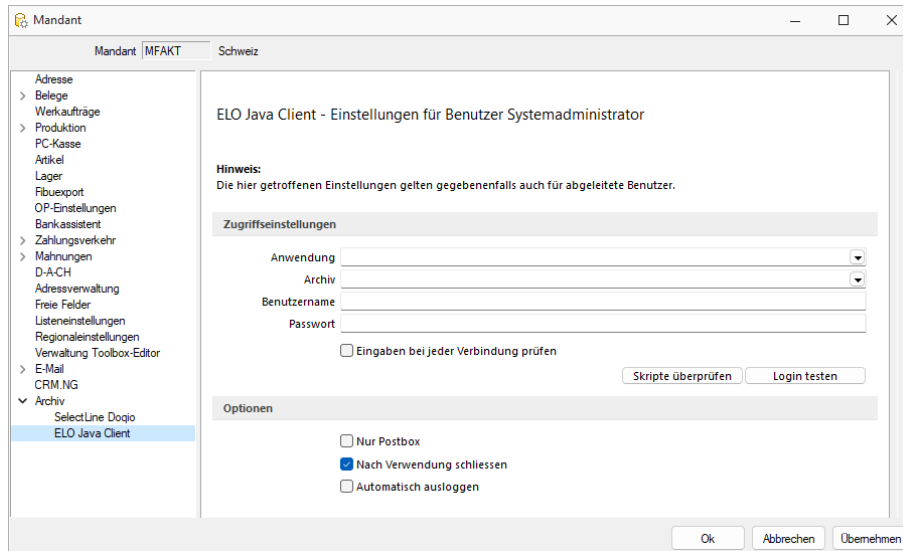 Mandant
Mandant MFAKT Schweiz
Adresse
Belege
Werkaufträge
Produktion
PC-Kasse
Artikel
Lager
Fibuexport
OP-Einstellungen
Bankassistent
Zahlungsverkehr
Mahnungen
D-A-CH
Adressverwaltung
Freie Felder
Listeneinstellungen
Regionaleinstellungen
Verwaltung Toolbox-Editor
E-Mail
CRM.NG
Archiv
SelectLine Doqio
ELO Java Client
ELO Java Client - Einstellungen für Benutzer Systemadministrator
Hinweis:
Die hier getroffenen Einstellungen gelten gegebenenfalls auch für abgeleitete Benutzer.
Zugriffseinstellungen
Anwendung
Archiv
Benutzername
Passwort
Eingaben bei jeder Verbindung prüfen
Skripte überprüfen Login testen
Optionen
Nur Postbox
Nach Verwendung schliessen
Automatisch ausloggen
Ok Abbrechen Übernehmen